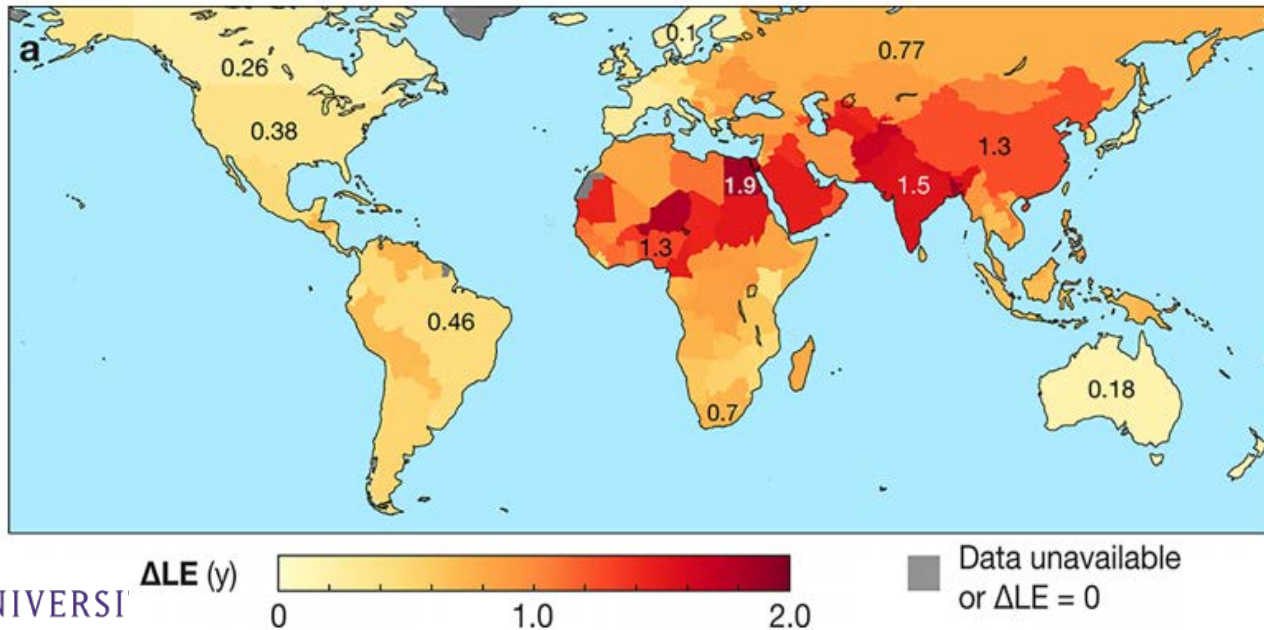 a
0.1
0.77
0.26
0.38
1.3
1.9
1.5
1.3
0.46
0.18
0.7
ΔLE (y)
0
1.0
2.0
Data unavailable
or ΔLE = 0
NIVERSI